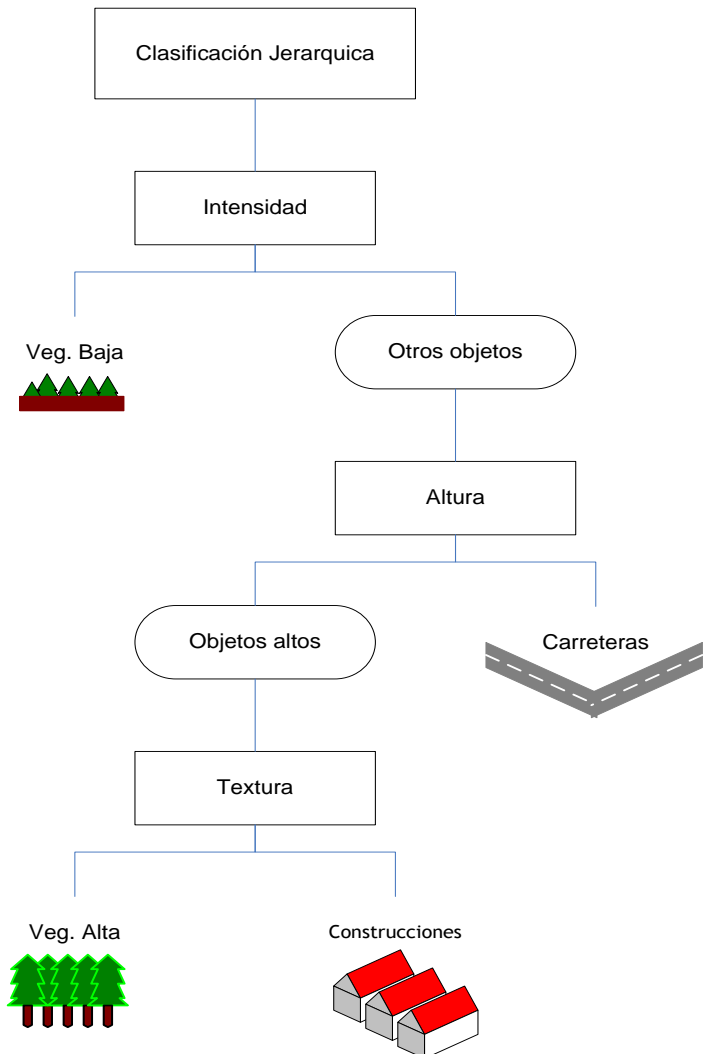 Clasificación Jerarquica
Intensidad
Veg. Baja
Otros objetos
Altura
Objetos altos
Carreteras
Textura
Veg. Alta
Construcciones